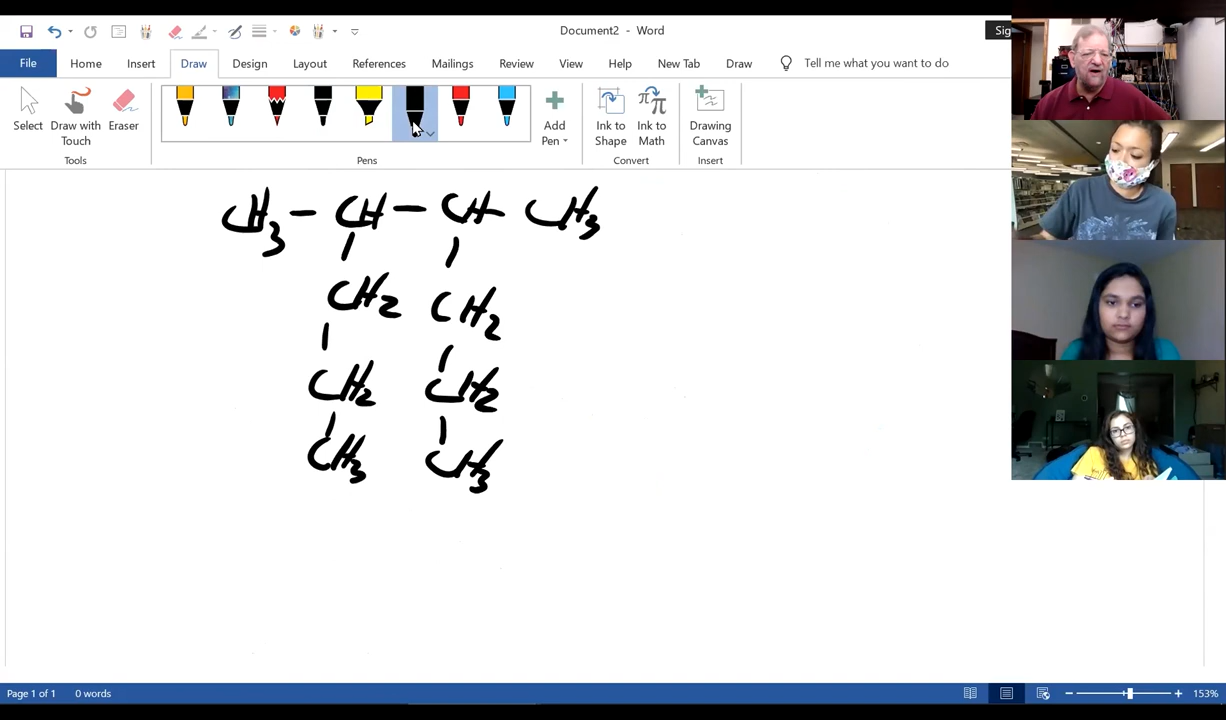 Document2 - Word
Sig
File Home Insert Draw Design Layout References Mailings Review View Help New Tab Draw Tell me what you want to do
Select Draw with Touch Eraser Add Pen Ink to Shape Ink to Math Drawing Canvas
Tools Pens Convert Insert
CH3 - CH - CH - CH3
CH2 CH2
CH2 CH2
CH3 CH3
Page 1 of 1 0 words 153%